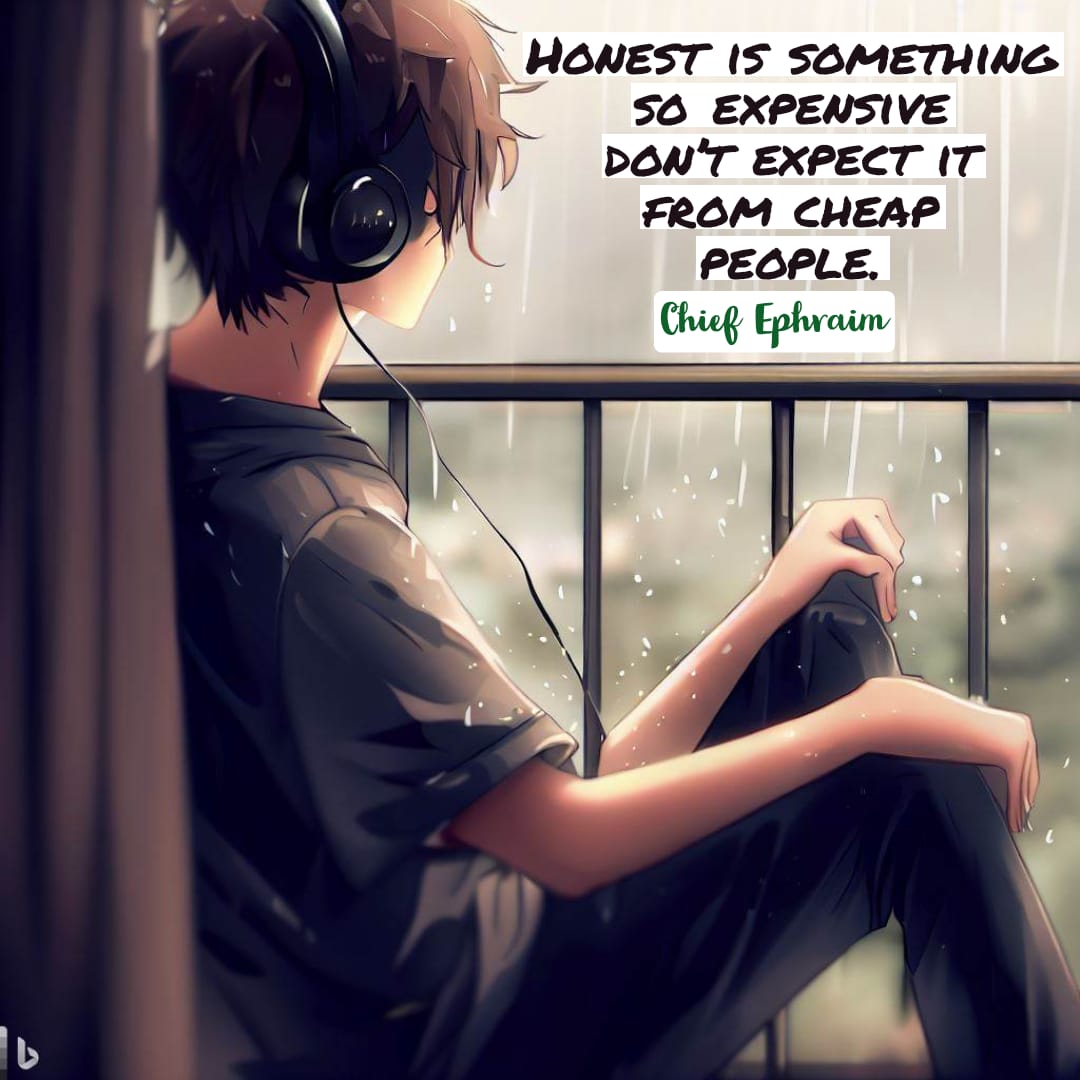 HONEST IS SOMETHING
SO EXPENSIVE
DON'T EXPECT IT
FROM CHEAP
PEOPLE.
Chief Ephraim
b